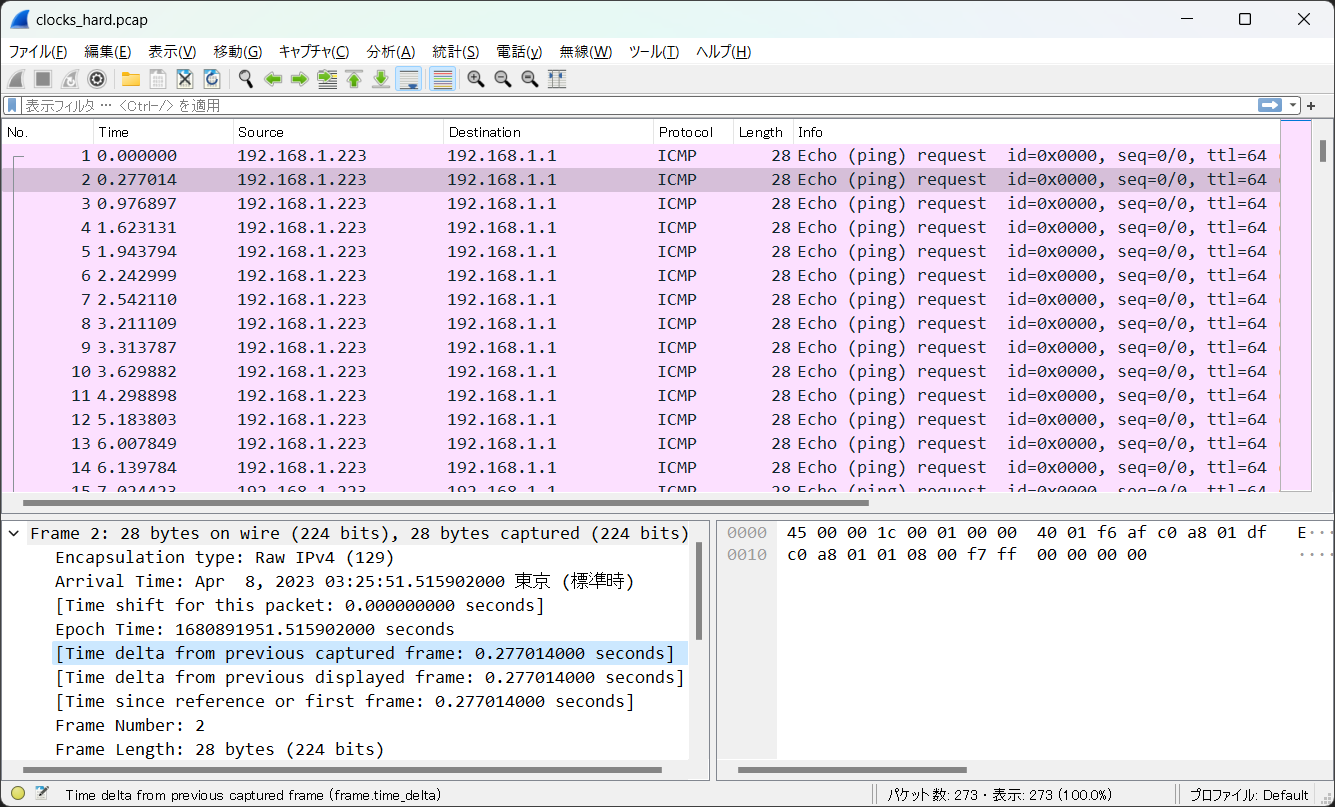 clocks_hard.pcap
ファイル(F) 編集(E) 表示(V) 移動(G) キャプチャ(C) 分析(A) 統計(S) 電話(y) 無線(W) ツール(T) ヘルプ(H)
表示フィルタ … 〈Ctrl-/〉 を適用
No. Time Source Destination Protocol Length Info
1 0.000000 192.168.1.223 192.168.1.1 ICMP 28 Echo (ping) request id=0x0000, seq=0/0, ttl=64
2 0.277014 192.168.1.223 192.168.1.1 ICMP 28 Echo (ping) request id=0x0000, seq=0/0, ttl=64
3 0.976897 192.168.1.223 192.168.1.1 ICMP 28 Echo (ping) request id=0x0000, seq=0/0, ttl=64
4 1.623131 192.168.1.223 192.168.1.1 ICMP 28 Echo (ping) request id=0x0000, seq=0/0, ttl=64
5 1.943794 192.168.1.223 192.168.1.1 ICMP 28 Echo (ping) request id=0x0000, seq=0/0, ttl=64
6 2.242999 192.168.1.223 192.168.1.1 ICMP 28 Echo (ping) request id=0x0000, seq=0/0, ttl=64
7 2.542110 192.168.1.223 192.168.1.1 ICMP 28 Echo (ping) request id=0x0000, seq=0/0, ttl=64
8 3.211109 192.168.1.223 192.168.1.1 ICMP 28 Echo (ping) request id=0x0000, seq=0/0, ttl=64
9 3.313787 192.168.1.223 192.168.1.1 ICMP 28 Echo (ping) request id=0x0000, seq=0/0, ttl=64
10 3.629882 192.168.1.223 192.168.1.1 ICMP 28 Echo (ping) request id=0x0000, seq=0/0, ttl=64
11 4.298898 192.168.1.223 192.168.1.1 ICMP 28 Echo (ping) request id=0x0000, seq=0/0, ttl=64
12 5.183803 192.168.1.223 192.168.1.1 ICMP 28 Echo (ping) request id=0x0000, seq=0/0, ttl=64
13 6.007849 192.168.1.223 192.168.1.1 ICMP 28 Echo (ping) request id=0x0000, seq=0/0, ttl=64
14 6.139784 192.168.1.223 192.168.1.1 ICMP 28 Echo (ping) request id=0x0000, seq=0/0, ttl=64
15 7.024423 192.168.1.223 192.168.1.1 ICMP 28 Echo (ping) request id=0x0000, seq=0/0, ttl=64
Frame 2: 28 bytes on wire (224 bits), 28 bytes captured (224 bits)
Encapsulation type: Raw IPv4 (129)
Arrival Time: Apr  8, 2023 03:25:51.515902000 東京 (標準時)
[Time shift for this packet: 0.000000000 seconds]
Epoch Time: 1680891951.515902000 seconds
[Time delta from previous captured frame: 0.277014000 seconds]
[Time delta from previous displayed frame: 0.277014000 seconds]
[Time since reference or first frame: 0.277014000 seconds]
Frame Number: 2
Frame Length: 28 bytes (224 bits)
0000 45 00 00 1c 00 01 00 00 40 01 f6 af c0 a8 01 df E···
0010 c0 a8 01 01 08 00 f7 ff 00 00 00 00 ····
Time delta from previous captured frame (frame.time_delta)
パケット数: 273 · 表示: 273 (100.0%)
プロファイル: Default